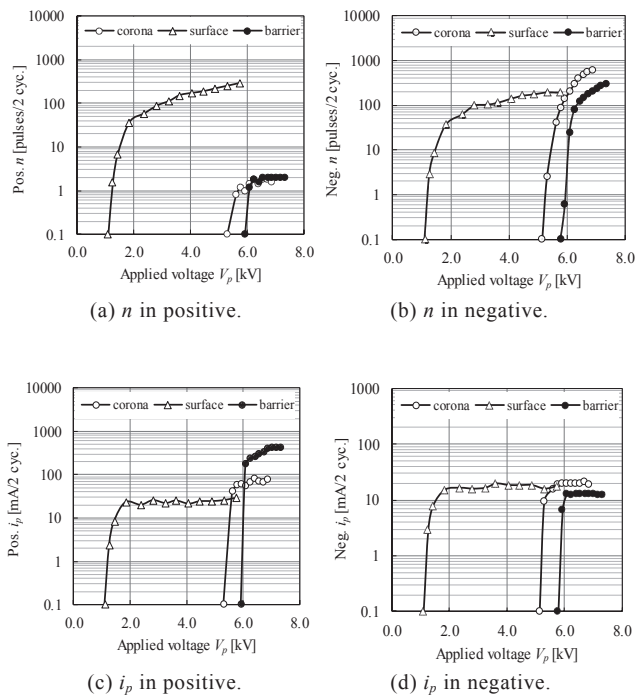 corona surface barrier
10000
1000
100
10
1
0.1
Pos. n [pulses/2 cyc.]
0.0 2.0 4.0 6.0 8.0
Applied voltage Vp [kV]
(a) n in positive.
corona surface barrier
10000
1000
100
10
1
0.1
Neg. n [pulses/2 cyc.]
0.0 2.0 4.0 6.0 8.0
Applied voltage Vp [kV]
(b) n in negative.
corona surface barrier
10000
1000
100
10
1
0.1
Pos. ip [mA/2 cyc.]
0.0 2.0 4.0 6.0 8.0
Applied voltage Vp [kV]
(c) ip in positive.
corona surface barrier
1000
100
10
1
0.1
Neg. ip [mA/2 cyc.]
0.0 2.0 4.0 6.0 8.0
Applied voltage Vp [kV]
(d) ip in negative.